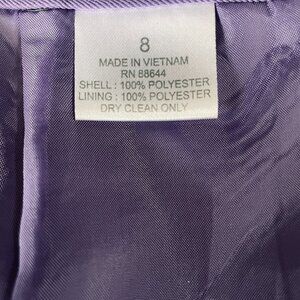 8
MADE IN VIETNAM
RN 88644
SHELL : 100% POLYESTER
LINING : 100% POLYESTER
DRY CLEAN ONLY